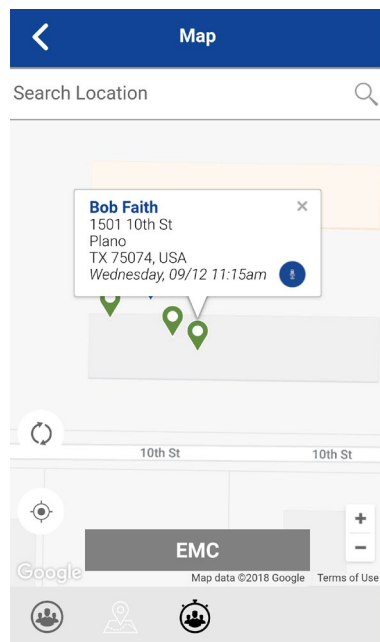 Map
Search Location
Bob Faith
1501 10th St
Plano
TX 75074, USA
Wednesday, 09/12 11:15am
10th St
10th St
EMC
Google
Map data ©2018 Google Terms of Use